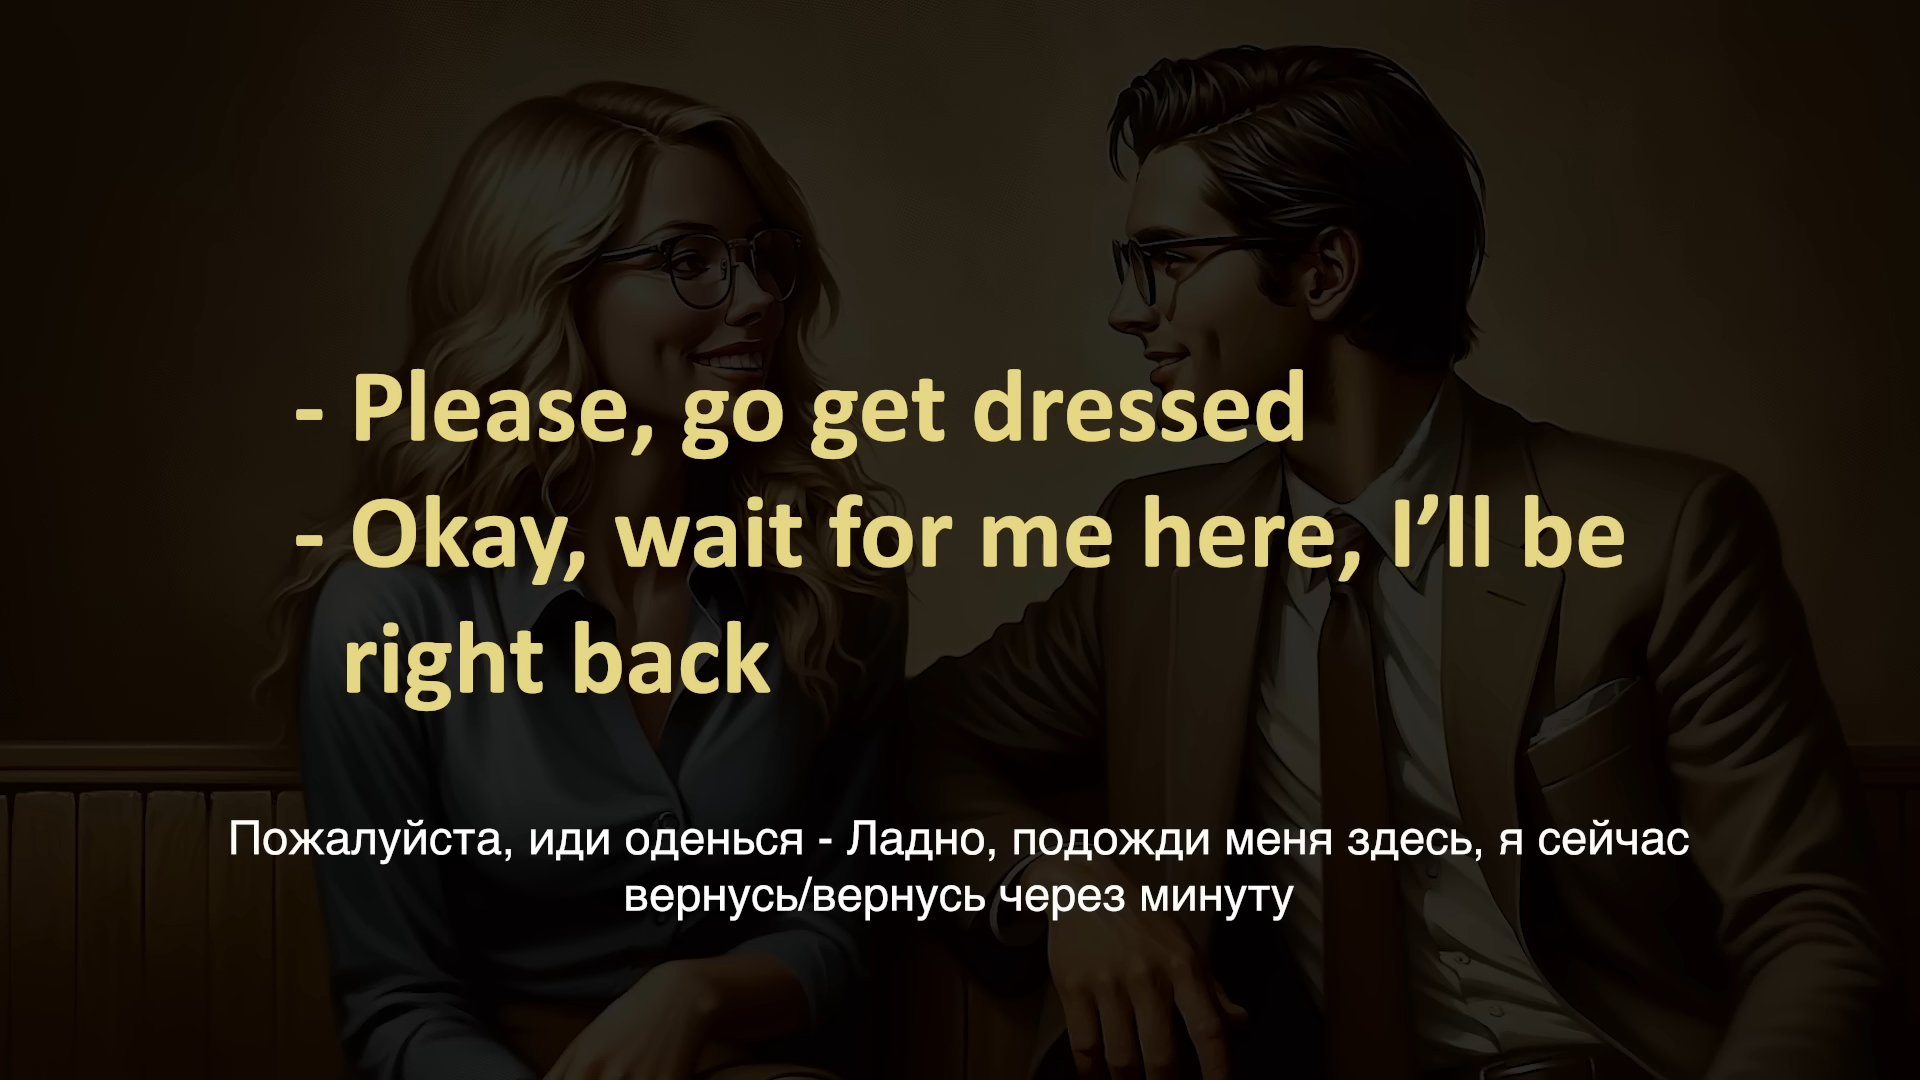 - Please, go get dressed
- Okay, wait for me here, I’ll be
right back
Пожалуйста, иди оденься - Ладно, подожди меня здесь, я сейчас
вернусь/вернусь через минуту